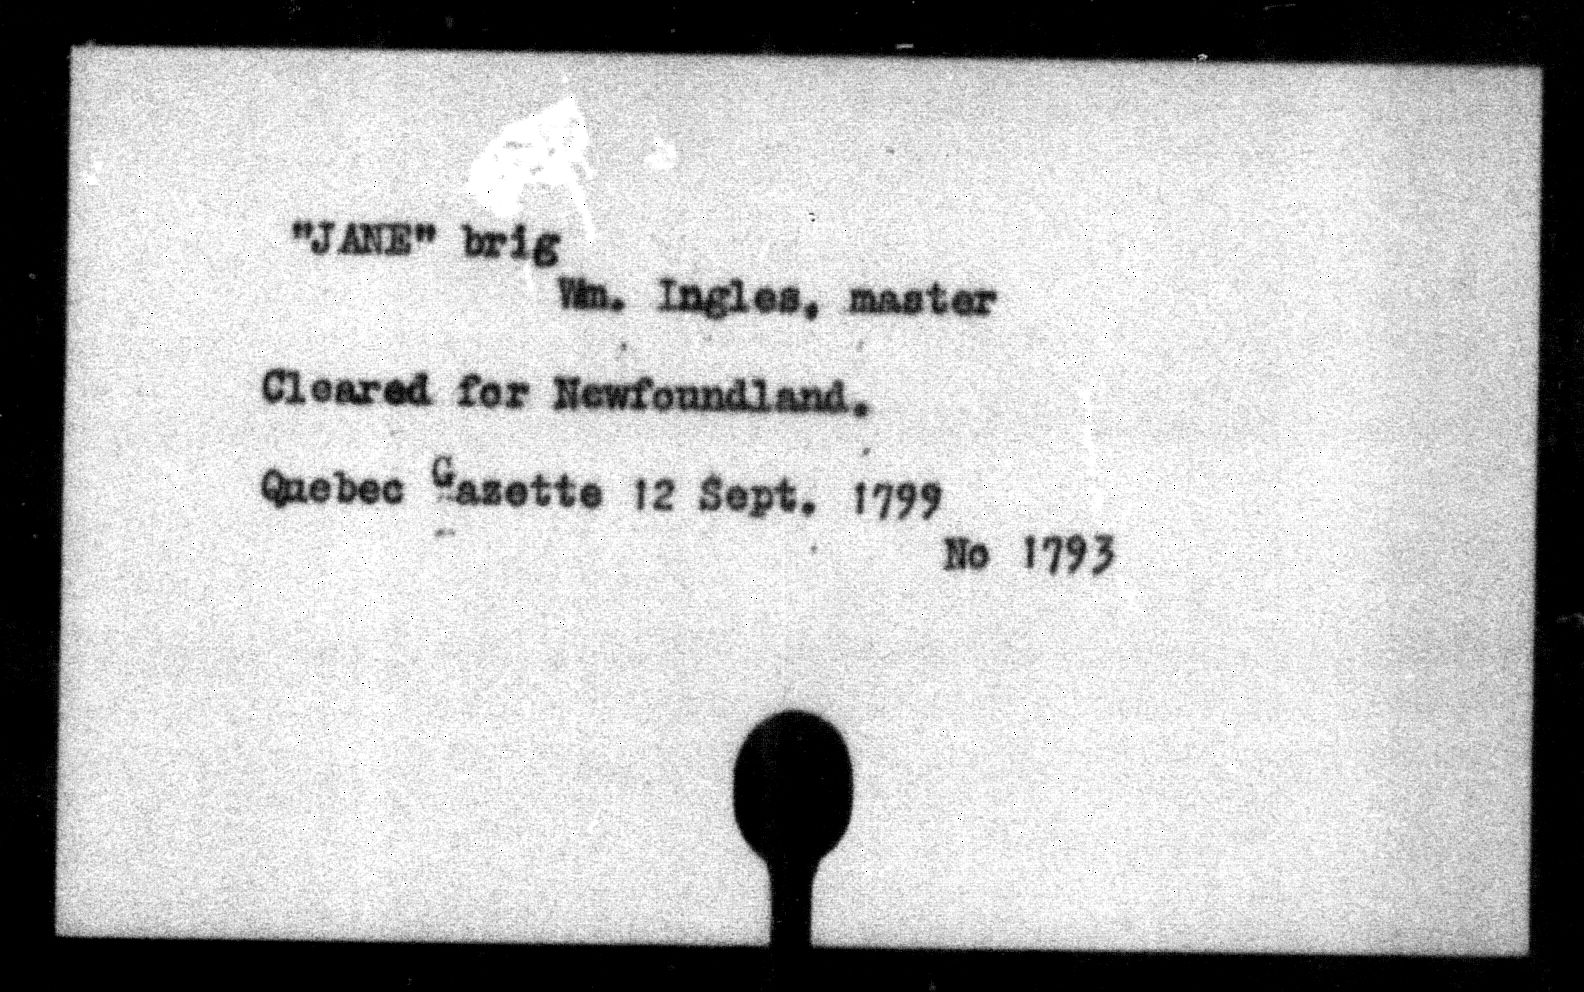 "JANE" brig
Wm. Ingles, master
Cleared for Newfoundland.
Quebec Gazette 12 Sept. 1799
No 1793